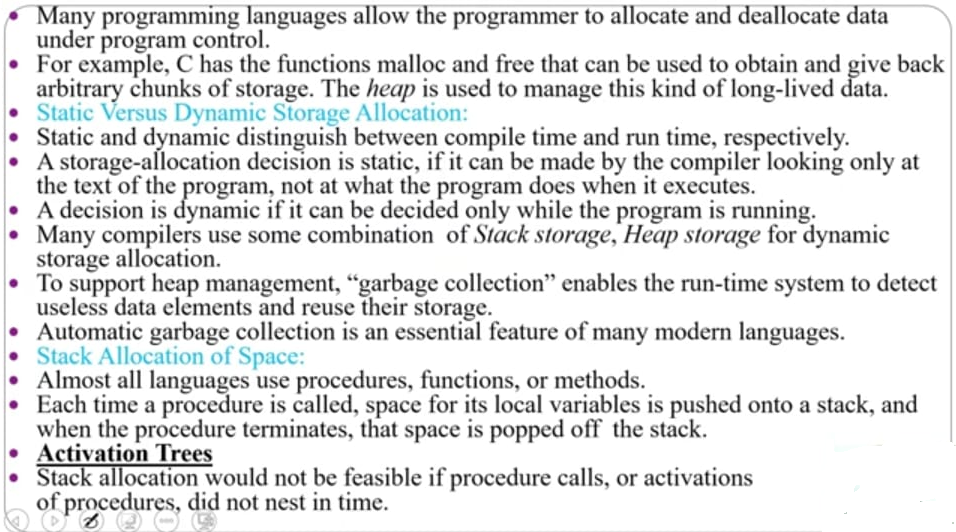 Many programming languages allow the programmer to allocate and deallocate data
under program control.
For example, C has the functions malloc and free that can be used to obtain and give back
arbitrary chunks of storage. The heap is used to manage this kind of long-lived data.
Static Versus Dynamic Storage Allocation:
Static and dynamic distinguish between compile time and run time, respectively.
A storage-allocation decision is static, if it can be made by the compiler looking only at
the text of the program, not at what the program does when it executes.
A decision is dynamic if it can be decided only while the program is running.
Many compilers use some combination of Stack storage, Heap storage for dynamic
storage allocation.
To support heap management, “garbage collection” enables the run-time system to detect
useless data elements and reuse their storage.
Automatic garbage collection is an essential feature of many modern languages.
Stack Allocation of Space:
Almost all languages use procedures, functions, or methods.
Each time a procedure is called, space for its local variables is pushed onto a stack, and
when the procedure terminates, that space is popped off the stack.
Activation Trees
Stack allocation would not be feasible if procedure calls, or activations
of procedures, did not nest in time.